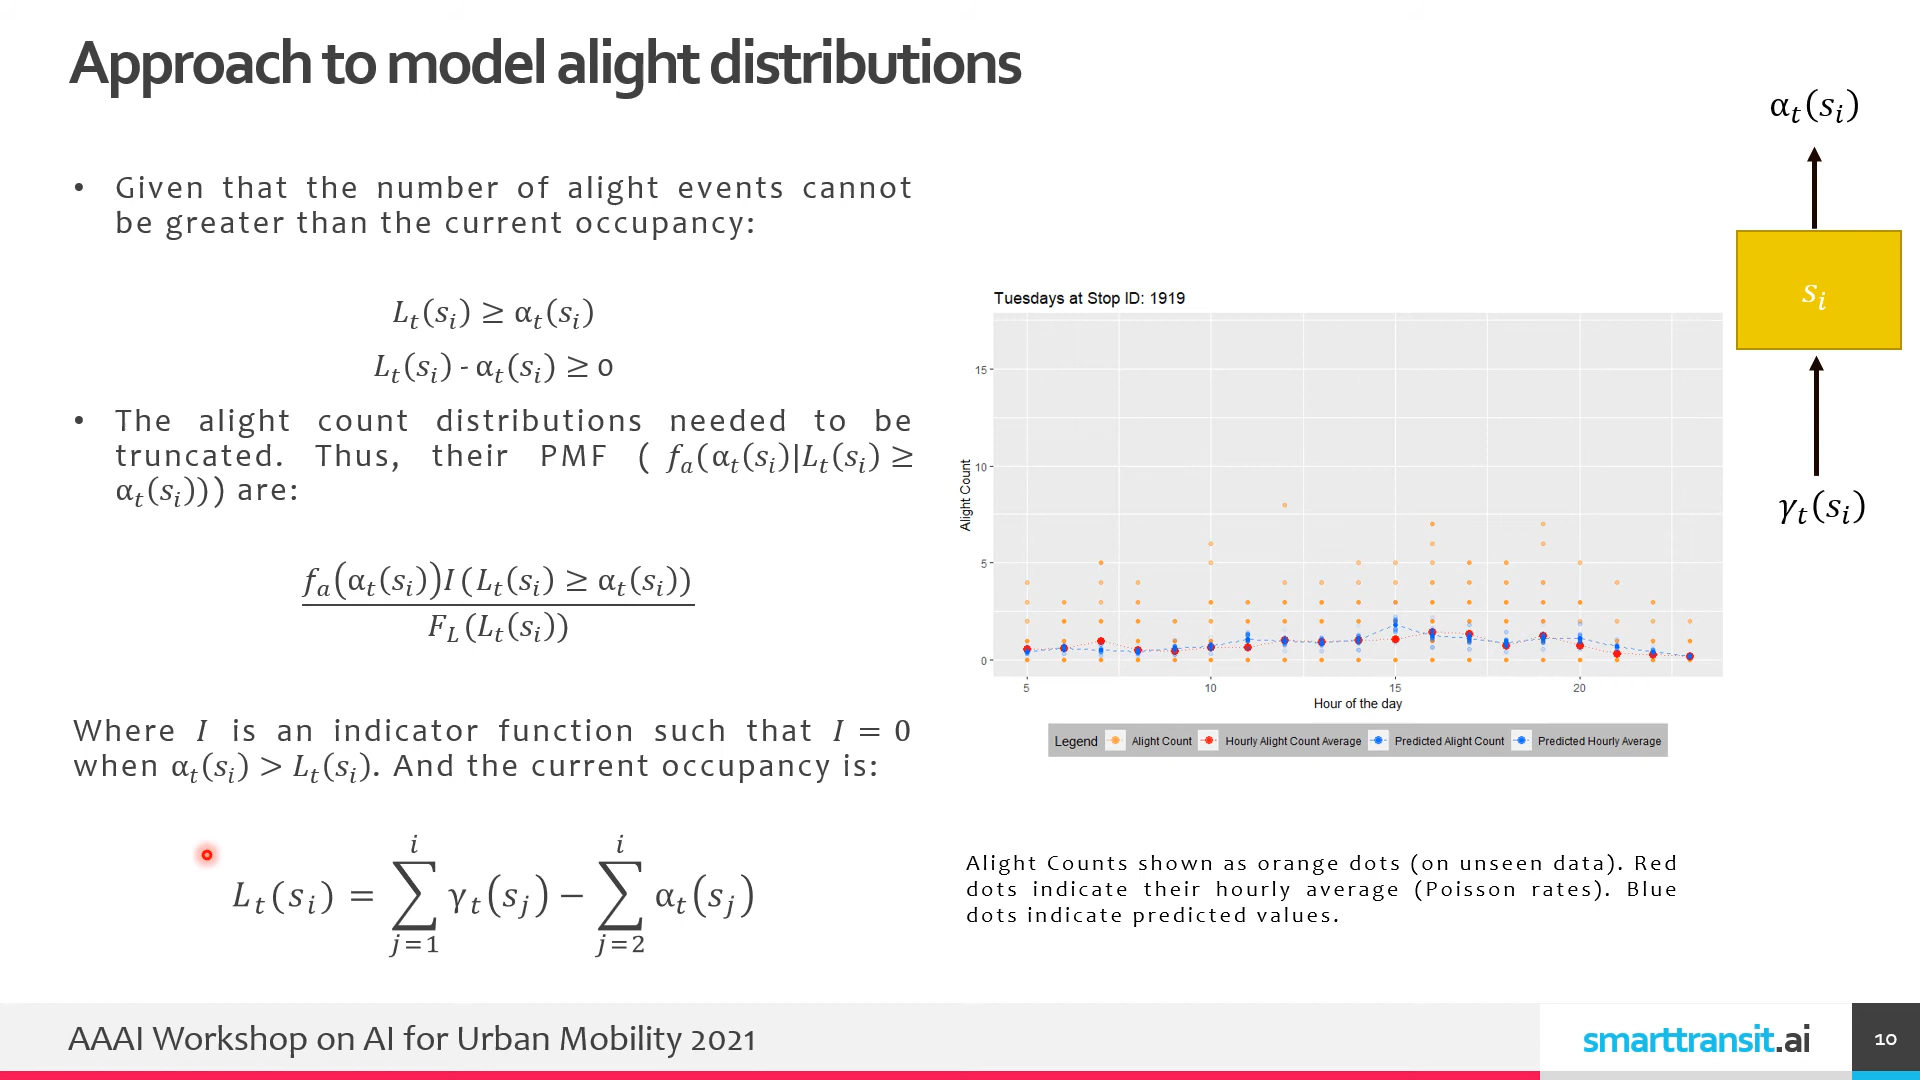 Approach to model alight distributions
• Given that the number of alight events cannot
be greater than the current occupancy:
𝐿ₜ(𝑠ᵢ) ≥ αₜ(𝑠ᵢ)
𝐿ₜ(𝑠ᵢ) - αₜ(𝑠ᵢ) ≥ 0
• The alight count distributions needed to be
truncated. Thus, their PMF ( 𝑓ₐ(αₜ(𝑠ᵢ)|𝐿ₜ(𝑠ᵢ) ≥
αₜ(𝑠ᵢ))) are:
𝑓ₐ(αₜ(𝑠ᵢ))𝐼(𝐿ₜ(𝑠ᵢ) ≥ αₜ(𝑠ᵢ))
𝐹_𝐿(𝐿ₜ(𝑠ᵢ))
Where 𝐼 is an indicator function such that 𝐼 = 0
when αₜ(𝑠ᵢ) > 𝐿ₜ(𝑠ᵢ). And the current occupancy is:
i i
𝐿ₜ(𝑠ᵢ) = ∑ γₜ(𝑠ⱼ) − ∑ αₜ(𝑠ⱼ)
j=1 j=2
Tuesdays at Stop ID: 1919
15
10
5
0
Alight Count
5 10 15 20
Hour of the day
Legend Alight Count Hourly Alight Count Average Predicted Alight Count Predicted Hourly Average
Alight Counts shown as orange dots (on unseen data). Red
dots indicate their hourly average (Poisson rates). Blue
dots indicate predicted values.
αₜ(𝑠ᵢ)
𝑠ᵢ
γₜ(𝑠ᵢ)
AAAI Workshop on AI for Urban Mobility 2021
smarttransit.ai
10